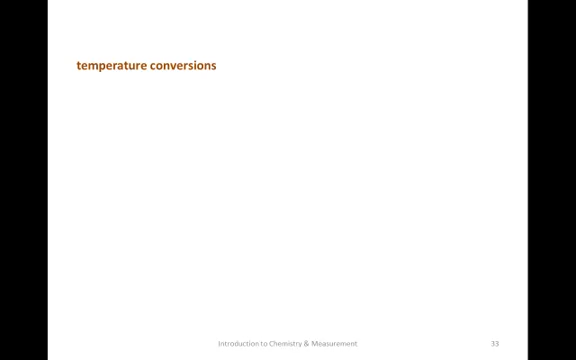 temperature conversions
Introduction to Chemistry & Measurement
33